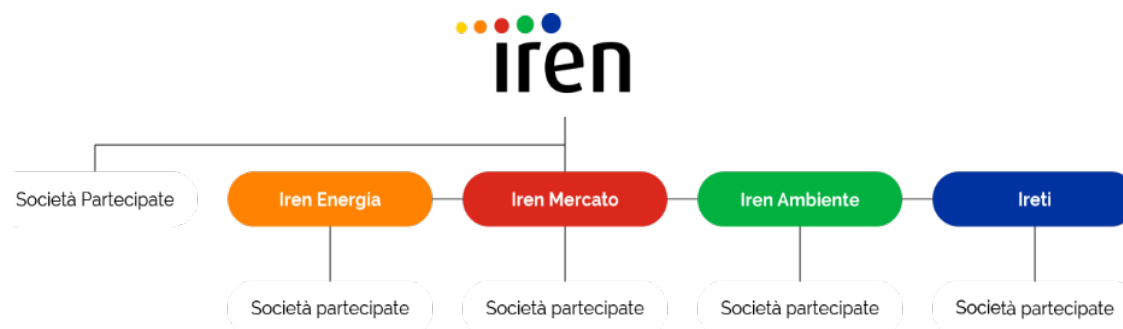 iren
Società Partecipate
Iren Energia
Iren Mercato
Iren Ambiente
Ireti
Società partecipate
Società partecipate
Società partecipate
Società partecipate